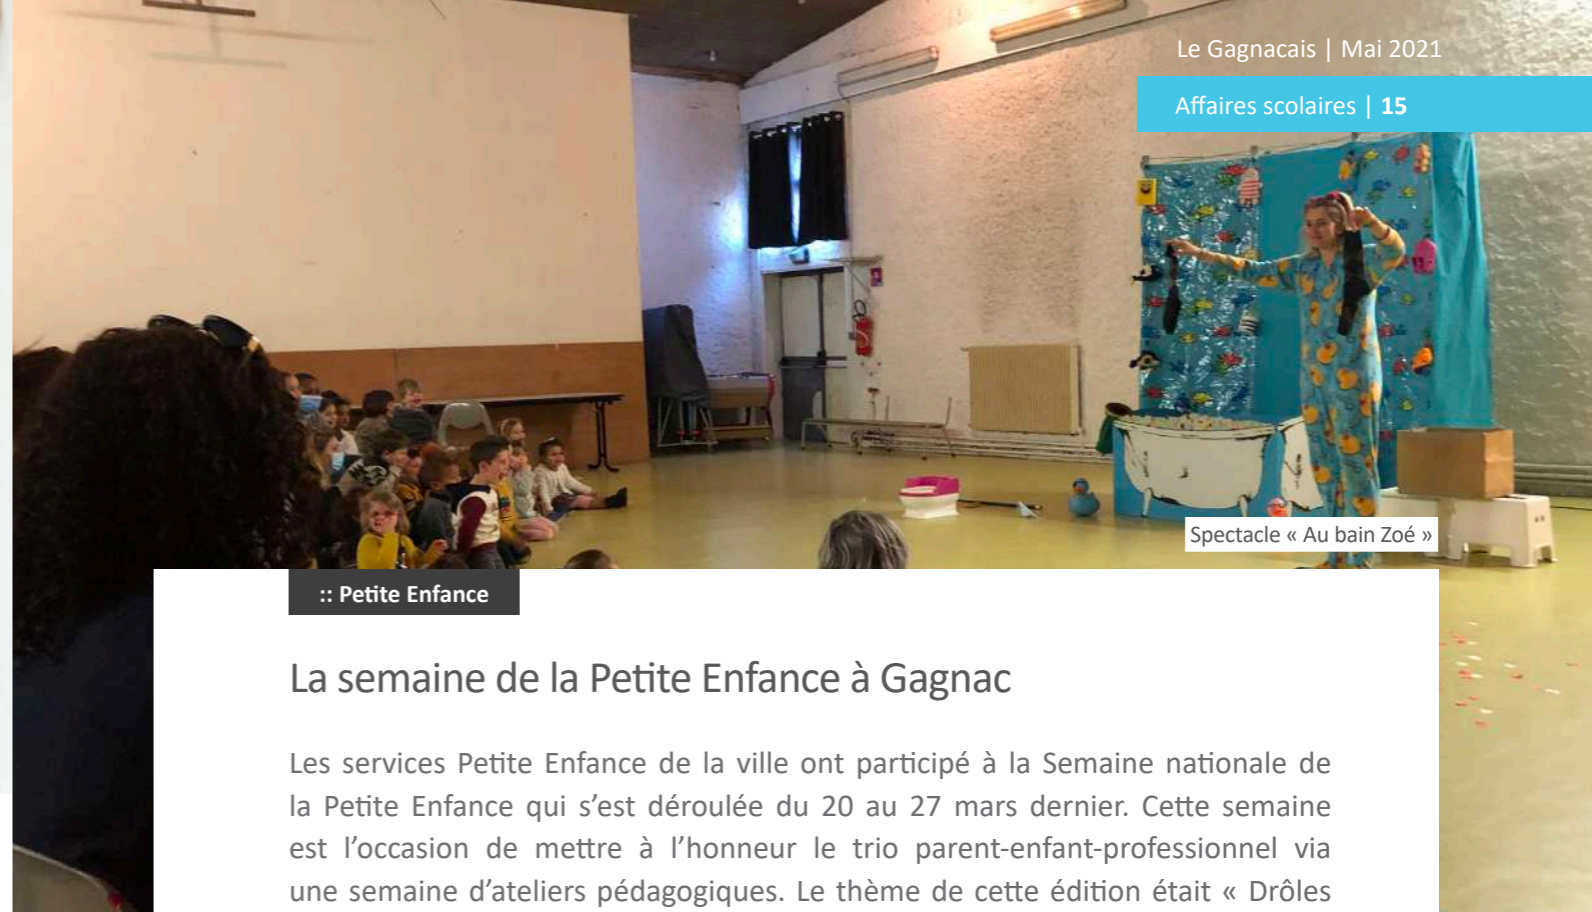 Le Gagnacais | Mai 2021
Affaires scolaires | 15
Spectacle « Au bain Zoé »
:: Petite Enfance
La semaine de la Petite Enfance à Gagnac
Les services Petite Enfance de la ville ont participé à la Semaine nationale de
la Petite Enfance qui s’est déroulée du 20 au 27 mars dernier. Cette semaine
est l’occasion de mettre à l’honneur le trio parent-enfant-professionnel via
une semaine d’ateliers pédagogiques. Le thème de cette édition était « Drôles